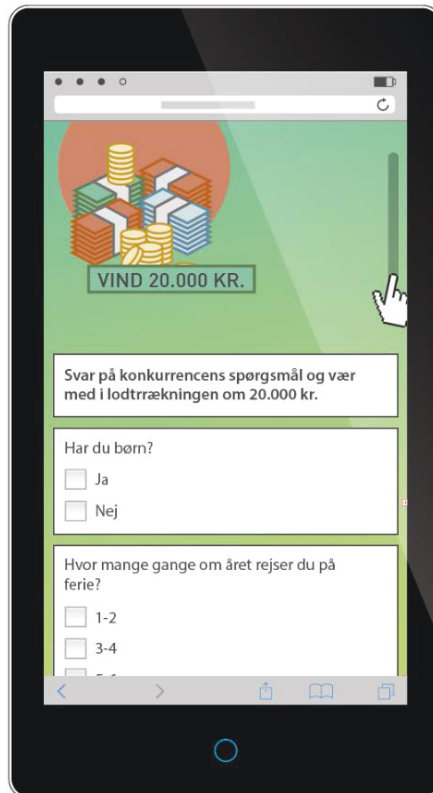 VIND 20.000 KR.
Svar på konkurrencens spørgsmål og vær
med i lodtrrækningen om 20.000 kr.
Har du børn?
Ja
Nej
Hvor mange gange om året rejser du på
ferie?
1-2
3-4